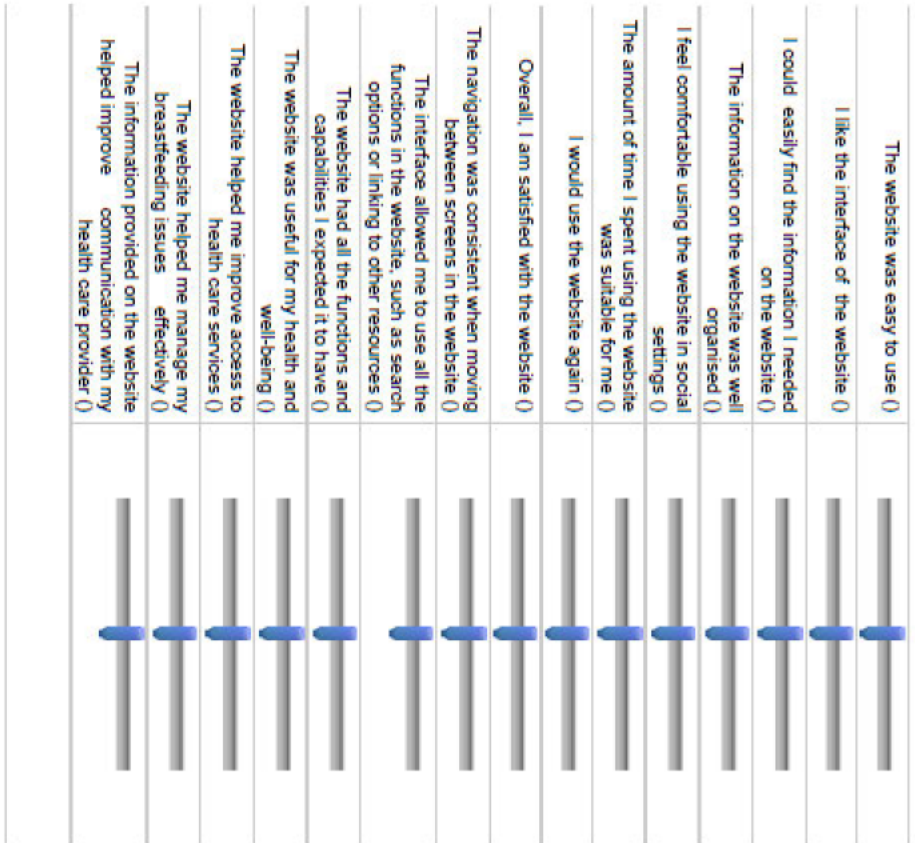 The website was easy to use ()
I like the interface of the website ()
I could easily find the information I needed
on the website ()
The information on the website was well
organised ()
I feel comfortable using the website in social
settings ()
The amount of time I spent using the website
was suitable for me ()
I would use the website again ()
Overall, I am satisfied with the website ()
The navigation was consistent when moving
between screens in the website ()
The interface allowed me to use all the
functions in the website, such as search
options or linking to other resources ()
The website had all the functions and
capabilities I expected it to have ()
The website was useful for my health and
well-being ()
The website helped me improve access to
health care services ()
The website helped me manage my
breastfeeding issues effectively ()
The information provided on the website
helped improve communication with my
health care provider ()